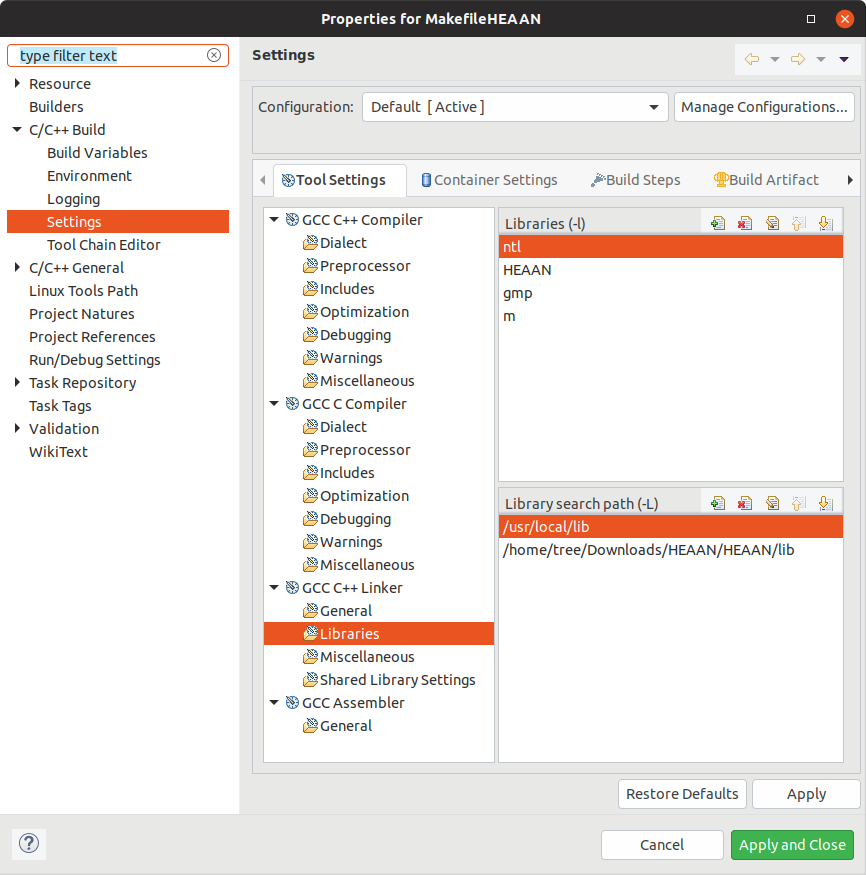 Properties for MakefileHEAAN
type filter text
Resource
Builders
C/C++ Build
Build Variables
Environment
Logging
Settings
Tool Chain Editor
C/C++ General
Linux Tools Path
Project Natures
Project References
Run/Debug Settings
Task Repository
Task Tags
Validation
WikiText
Settings
Configuration:
Default [ Active ]
Manage Configurations...
Tool Settings
Container Settings
Build Steps
Build Artifact
GCC C++ Compiler
Dialect
Preprocessor
Includes
Optimization
Debugging
Warnings
Miscellaneous
GCC C Compiler
Dialect
Preprocessor
Includes
Optimization
Debugging
Warnings
Miscellaneous
GCC C++ Linker
General
Libraries
Miscellaneous
Shared Library Settings
GCC Assembler
General
Libraries (-l)
ntl
HEAAN
gmp
m
Library search path (-L)
/usr/local/lib
/home/tree/Downloads/HEAAN/HEAAN/lib
Restore Defaults
Apply
?
Cancel
Apply and Close